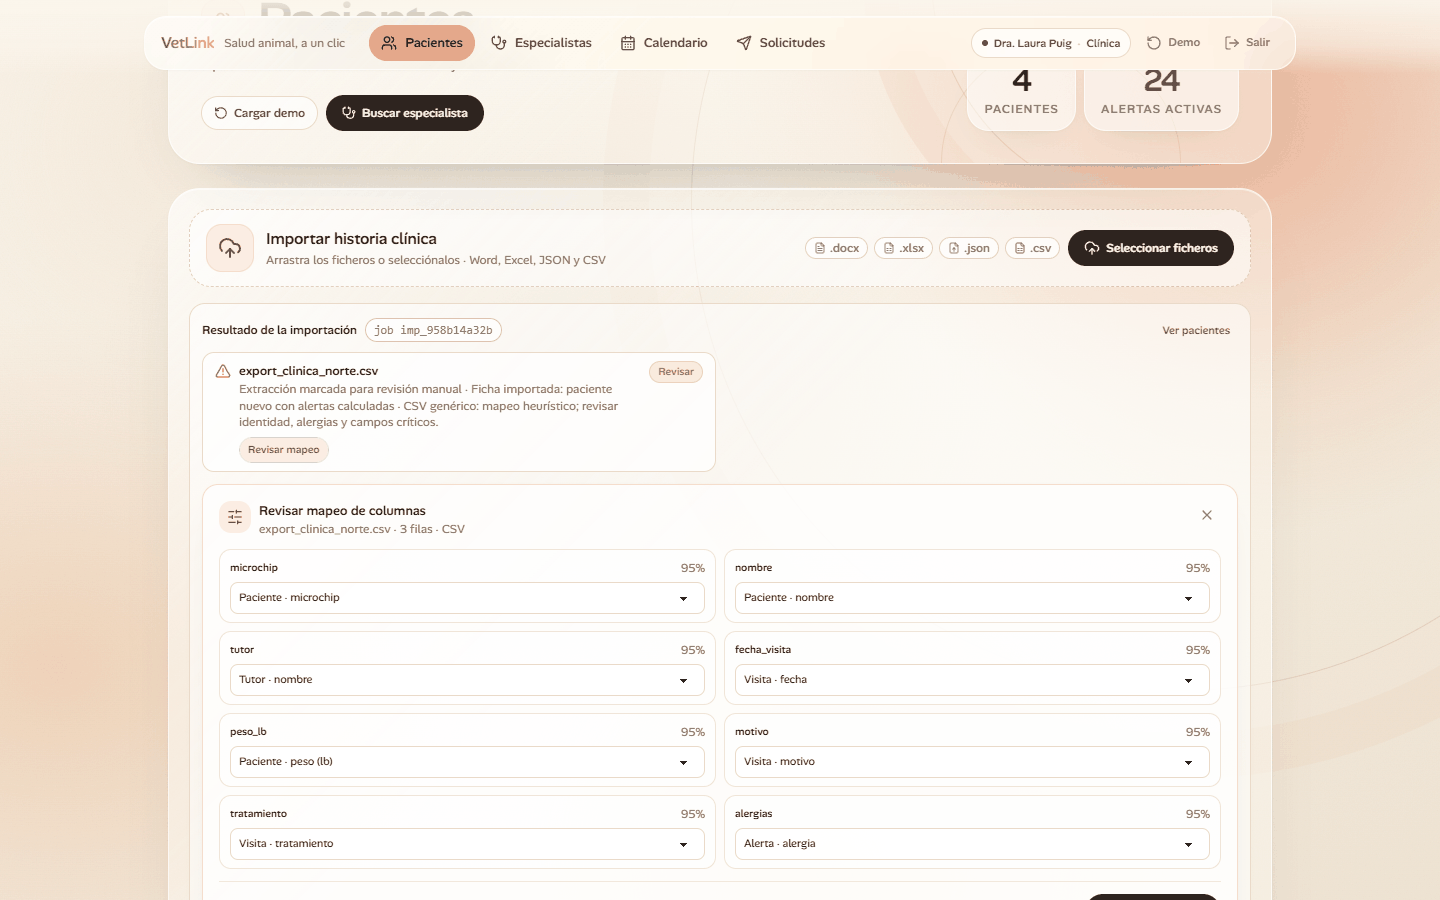 Pacientes
VetLink Salud animal, a un clic Pacientes Especialistas Calendario Solicitudes Dra. Laura Puig · Clínica Demo Salir
4 24
PACIENTES ALERTAS ACTIVAS
Cargar demo Buscar especialista
Importar historia clínica
Arrastra los ficheros o selecciónalos · Word, Excel, JSON y CSV
.docx .xlsx .json .csv Seleccionar ficheros
Resultado de la importación job imp_958b14a32b Ver pacientes
export_clinica_norte.csv Revisar
Extracción marcada para revisión manual · Ficha importada: paciente
nuevo con alertas calculadas · CSV genérico: mapeo heurístico; revisar
identidad, alergias y campos críticos.
Revisar mapeo
Revisar mapeo de columnas
export_clinica_norte.csv · 3 filas · CSV
microchip 95% nombre 95%
Paciente · microchip Paciente · nombre
tutor 95% fecha_visita 95%
Tutor · nombre Visita · fecha
peso_lb 95% motivo 95%
Paciente · peso (lb) Visita · motivo
tratamiento 95% alergias 95%
Visita · tratamiento Alerta · alergia